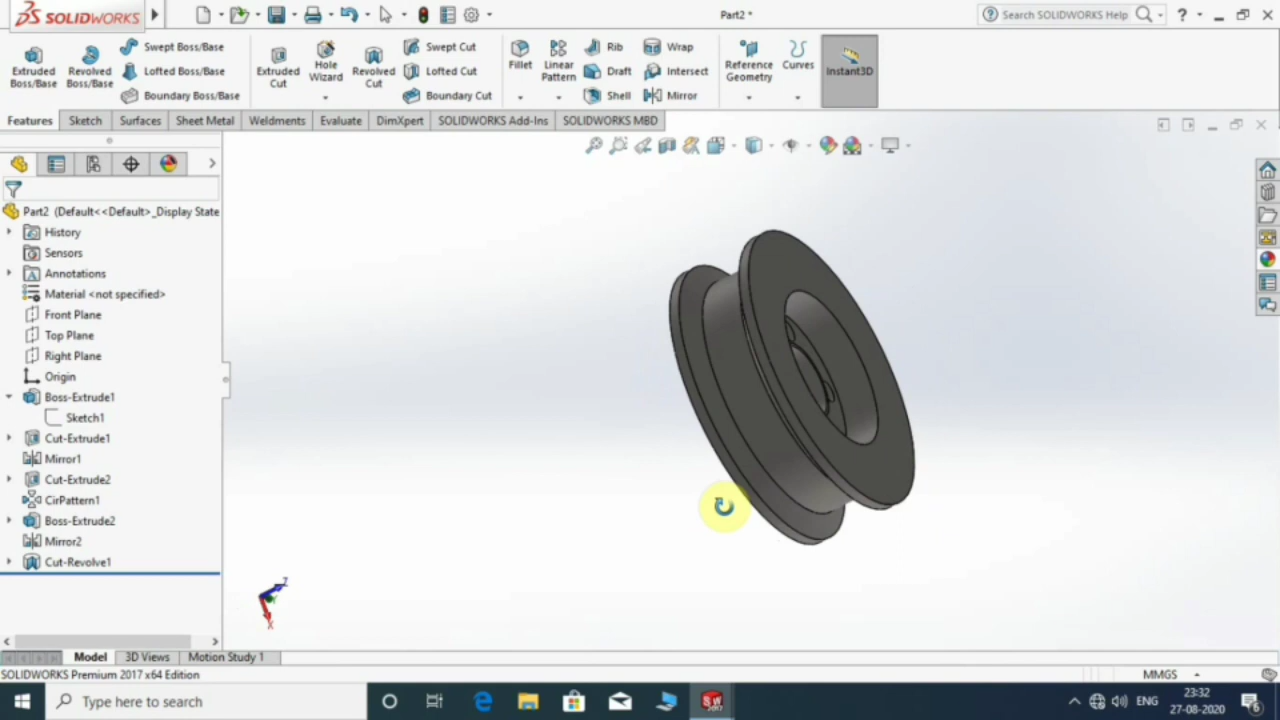 SOLIDWORKS
Part2 *
Search SOLIDWORKS Help
?
Extruded Boss/Base
Revolved Boss/Base
Swept Boss/Base
Lofted Boss/Base
Boundary Boss/Base
Extruded Cut
Hole Wizard
Revolved Cut
Swept Cut
Lofted Cut
Boundary Cut
Fillet
Linear Pattern
Rib
Draft
Shell
Wrap
Intersect
Mirror
Reference Geometry
Curves
Instant3D
Features Sketch Surfaces Sheet Metal Weldments Evaluate DimXpert SOLIDWORKS Add-Ins SOLIDWORKS MBD
Part2 (Default<<Default>_Display State
History
Sensors
Annotations
Material <not specified>
Front Plane
Top Plane
Right Plane
Origin
Boss-Extrude1
Sketch1
Cut-Extrude1
Mirror1
Cut-Extrude2
CirPattern1
Boss-Extrude2
Mirror2
Cut-Revolve1
Z
Y
X
Model 3D Views Motion Study 1
SOLIDWORKS Premium 2017 x64 Edition
MMGS
Type here to search
SW
2017
ENG
23:32
27-08-2020
6